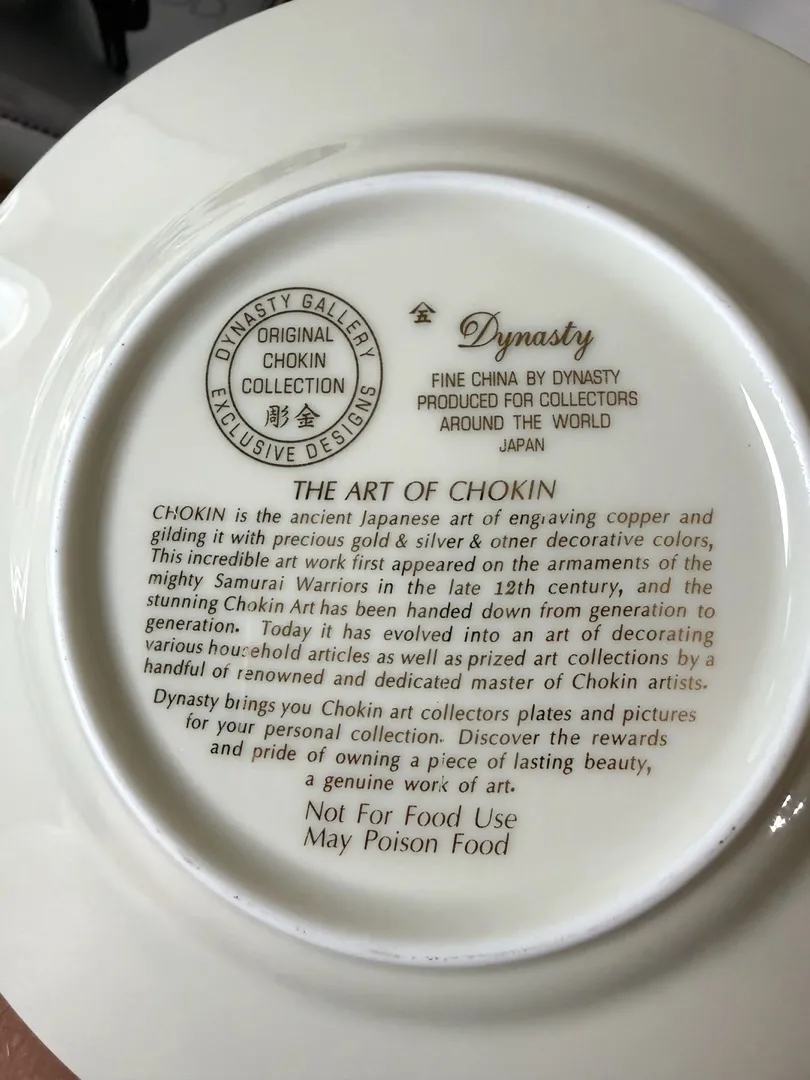 DYNASTY GALLERY
ORIGINAL
CHOKIN
COLLECTION
彫金
EXCLUSIVE DESIGNS
Dynasty
FINE CHINA BY DYNASTY
PRODUCED FOR COLLECTORS
AROUND THE WORLD
JAPAN
THE ART OF CHOKIN
CHOKIN is the ancient Japanese art of engraving copper and
gilding it with precious gold & silver & otner decorative colors,
This incredible art work first appeared on the armaments of the
mighty Samurai Warriors in the late 12th century, and the
stunning Chokin Art has been handed down from generation to
generation. Today it has evolved into an art of decorating
various household articles as well as prized art collections by a
handful of renowned and dedicated master of Chokin artists.
Dynasty brings you Chokin art collectors plates and pictures
for your personal collection. Discover the rewards
and pride of owning a piece of lasting beauty,
a genuine work of art.
Not For Food Use
May Poison Food